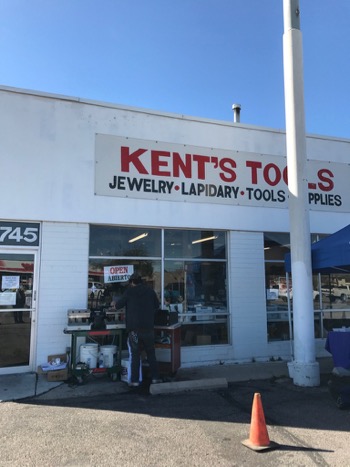 KENT'S TOOLS
JEWELRY • LAPIDARY • TOOLS • SUPPLIES
745
OPEN
ABIERTO